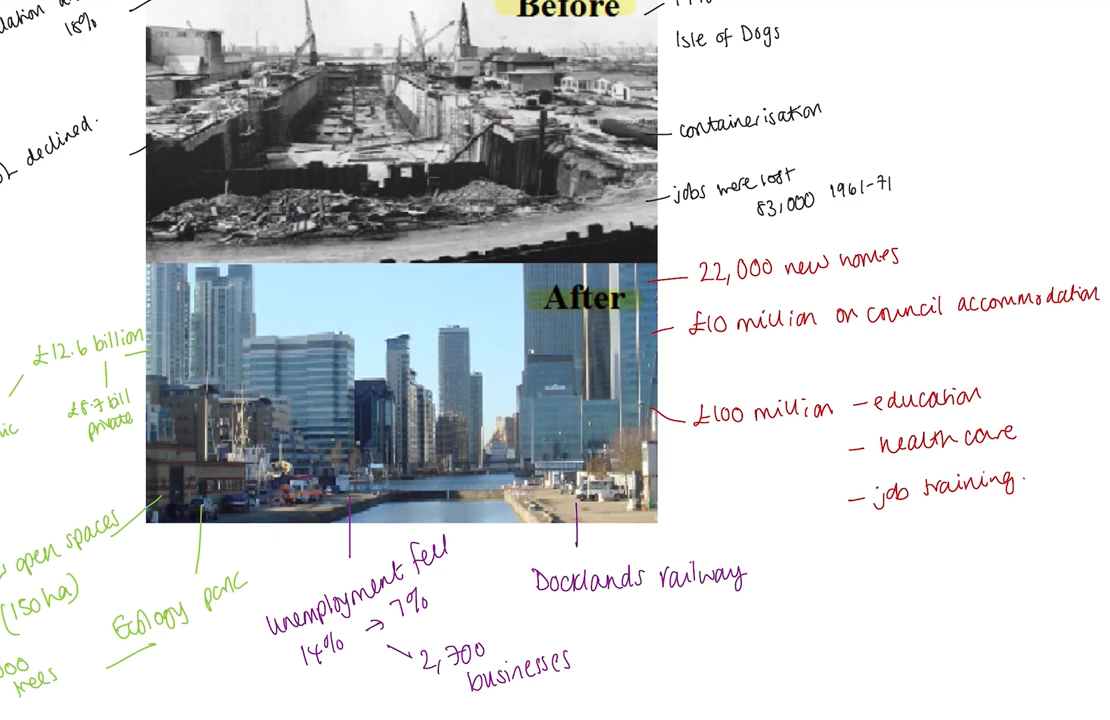 Before
18%
Isle of Dogs
containerisation
declined.
jobs were lost
83,000 1961-71
22,000 new homes
After
£10 million on council accommodation
£12.6 billion
£8.7 bill
private
£100 million - education
- health care
- job training.
open spaces
(150ha)
Ecology park
trees
Unemployment fell
14% → 7%
2,700
businesses
Docklands railway